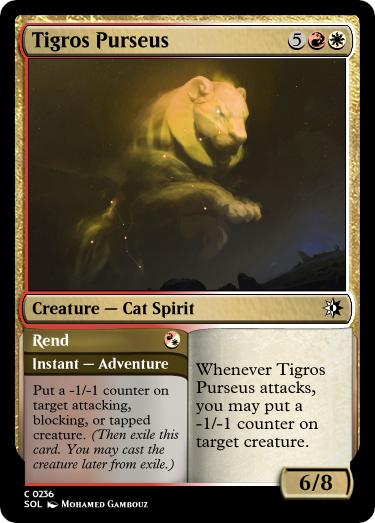 Tigros Purseus 5
Creature — Cat Spirit
Rend
Instant — Adventure
Put a -1/-1 counter on
target attacking,
blocking, or tapped
creature. (Then exile this
card. You may cast the
creature later from exile.)
Whenever Tigros
Purseus attacks,
you may put a
-1/-1 counter on
target creature.
6/8
C 0236
SOL Mohamed Gambouz